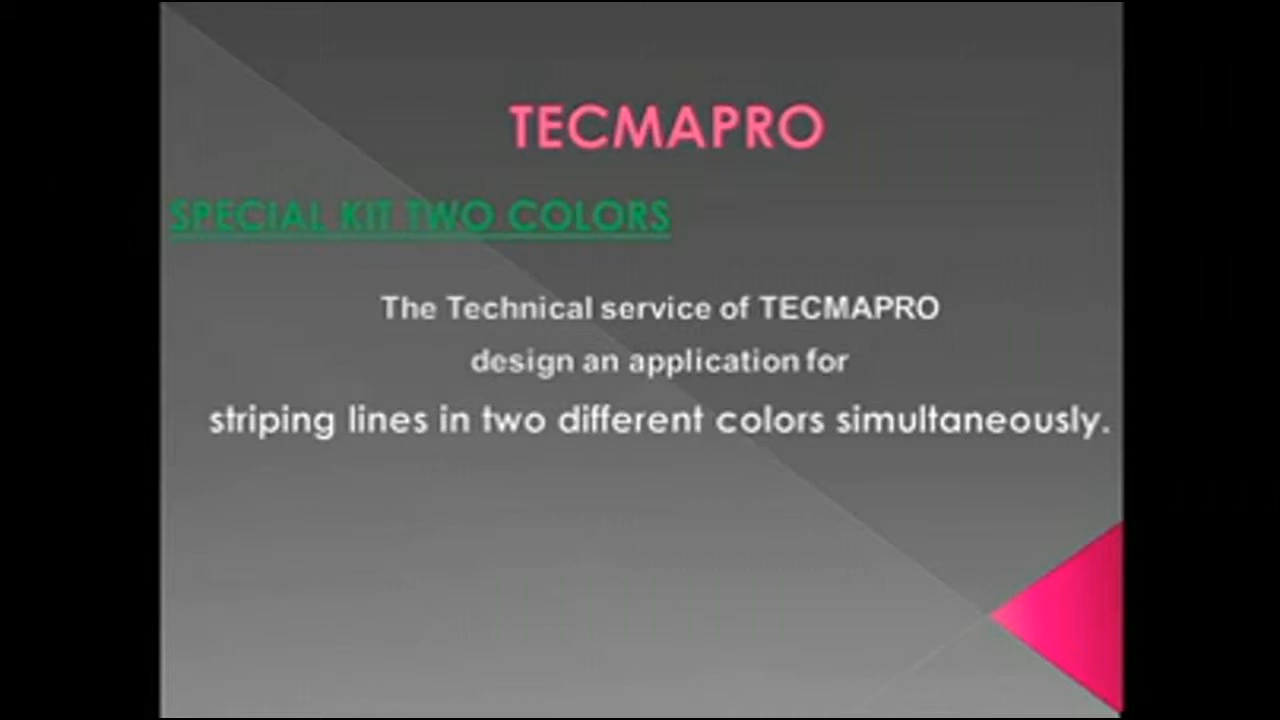 TECMAPRO
SPECIAL KIT TWO COLORS
The Technical service of TECMAPRO
design an application for
striping lines in two different colors simultaneously.